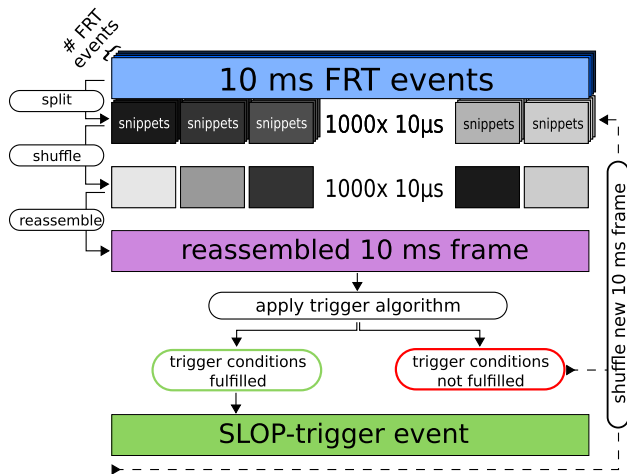 # FRT
events
10 ms FRT events
split
snippets snippets snippets 1000x 10µs snippets snippets
shuffle
1000x 10µs
reassemble
reassembled 10 ms frame
apply trigger algorithm
trigger conditions
fulfilled
trigger conditions
not fulfilled
shuffle new 10 ms frame
SLOP-trigger event